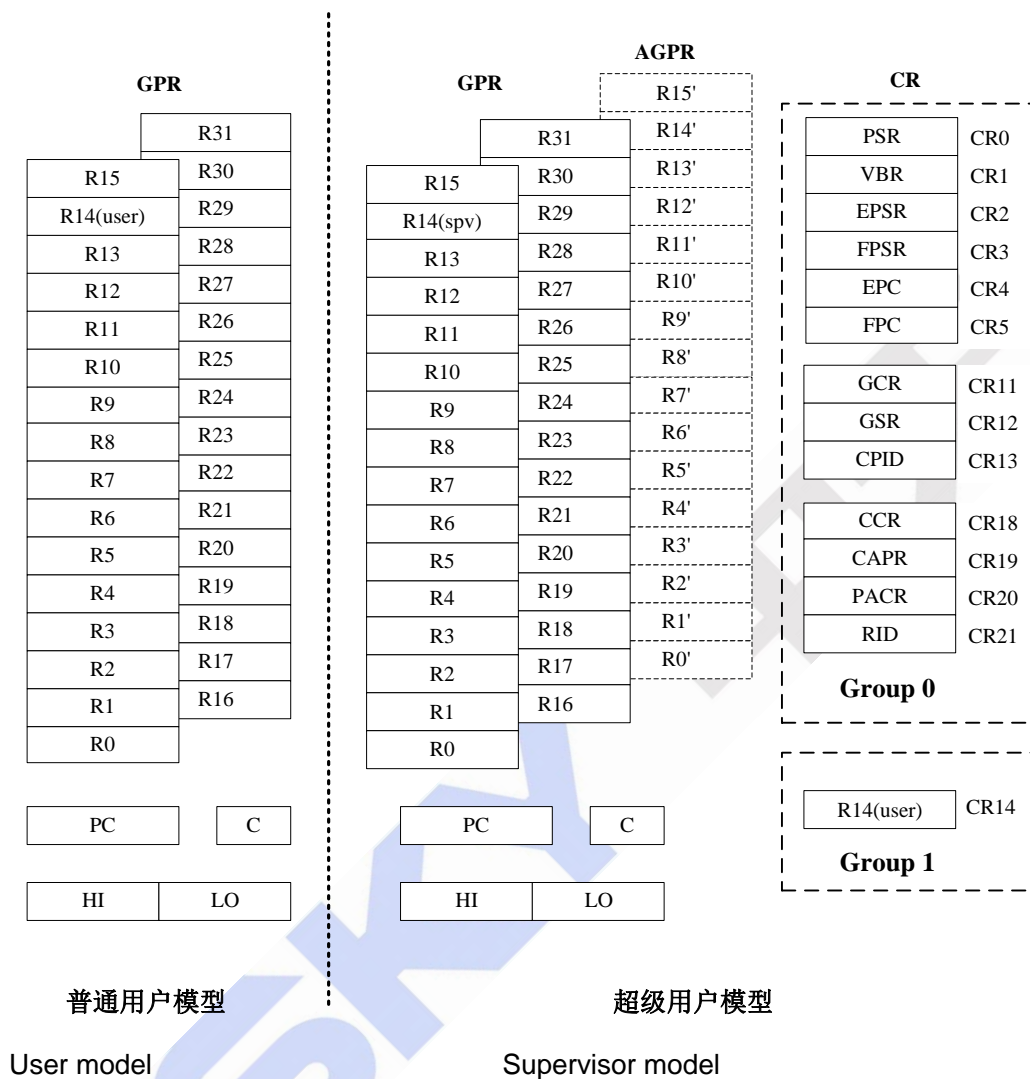 GPR
R31
R30
R29
R28
R27
R26
R25
R24
R23
R22
R21
R20
R19
R18
R17
R16
R15
R14(user)
R13
R12
R11
R10
R9
R8
R7
R6
R5
R4
R3
R2
R1
R0
PC C
HI LO
普通用户模型
User model
GPR
R31
R30
R29
R28
R27
R26
R25
R24
R23
R22
R21
R20
R19
R18
R17
R16
R15
R14(spv)
R13
R12
R11
R10
R9
R8
R7
R6
R5
R4
R3
R2
R1
R0
AGPR
R15'
R14'
R13'
R12'
R11'
R10'
R9'
R8'
R7'
R6'
R5'
R4'
R3'
R2'
R1'
R0'
PC C
HI LO
CR
PSR CR0
VBR CR1
EPSR CR2
FPSR CR3
EPC CR4
FPC CR5
GCR CR11
GSR CR12
CPID CR13
CCR CR18
CAPR CR19
PACR CR20
RID CR21
Group 0
R14(user) CR14
Group 1
超级用户模型
Supervisor model